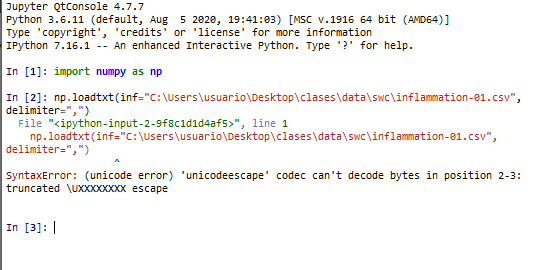 Jupyter QtConsole 4.7.7
Python 3.6.11 (default, Aug  5 2020, 19:41:03) [MSC v.1916 64 bit (AMD64)]
Type 'copyright', 'credits' or 'license' for more information
IPython 7.16.1 -- An enhanced Interactive Python. Type '?' for help.
In [1]: import numpy as np
In [2]: np.loadtxt(inf="C:\Users\usuario\Desktop\clases\data\swc\inflammation-01.csv",
delimiter=",")
  File "<ipython-input-2-9f8c1d1d4af5>", line 1
    np.loadtxt(inf="C:\Users\usuario\Desktop\clases\data\swc\inflammation-01.csv",
delimiter=",")
                  ^
SyntaxError: (unicode error) 'unicodeescape' codec can't decode bytes in position 2-3:
truncated \UXXXXXXXX escape
In [3]: